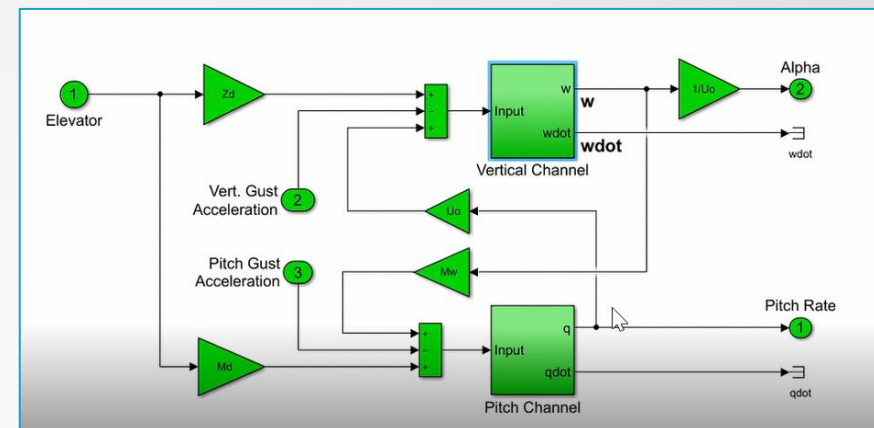 1
Elevator
Zd
Vert. Gust
Acceleration
2
Pitch Gust
Acceleration
3
Md
+
−
+
Input
w
wdot
w
wdot
Vertical Channel
1/Uo
Alpha
2
wdot
Uo
Mw
+
−
+
Input
q
qdot
Pitch Channel
Pitch Rate
1
qdot